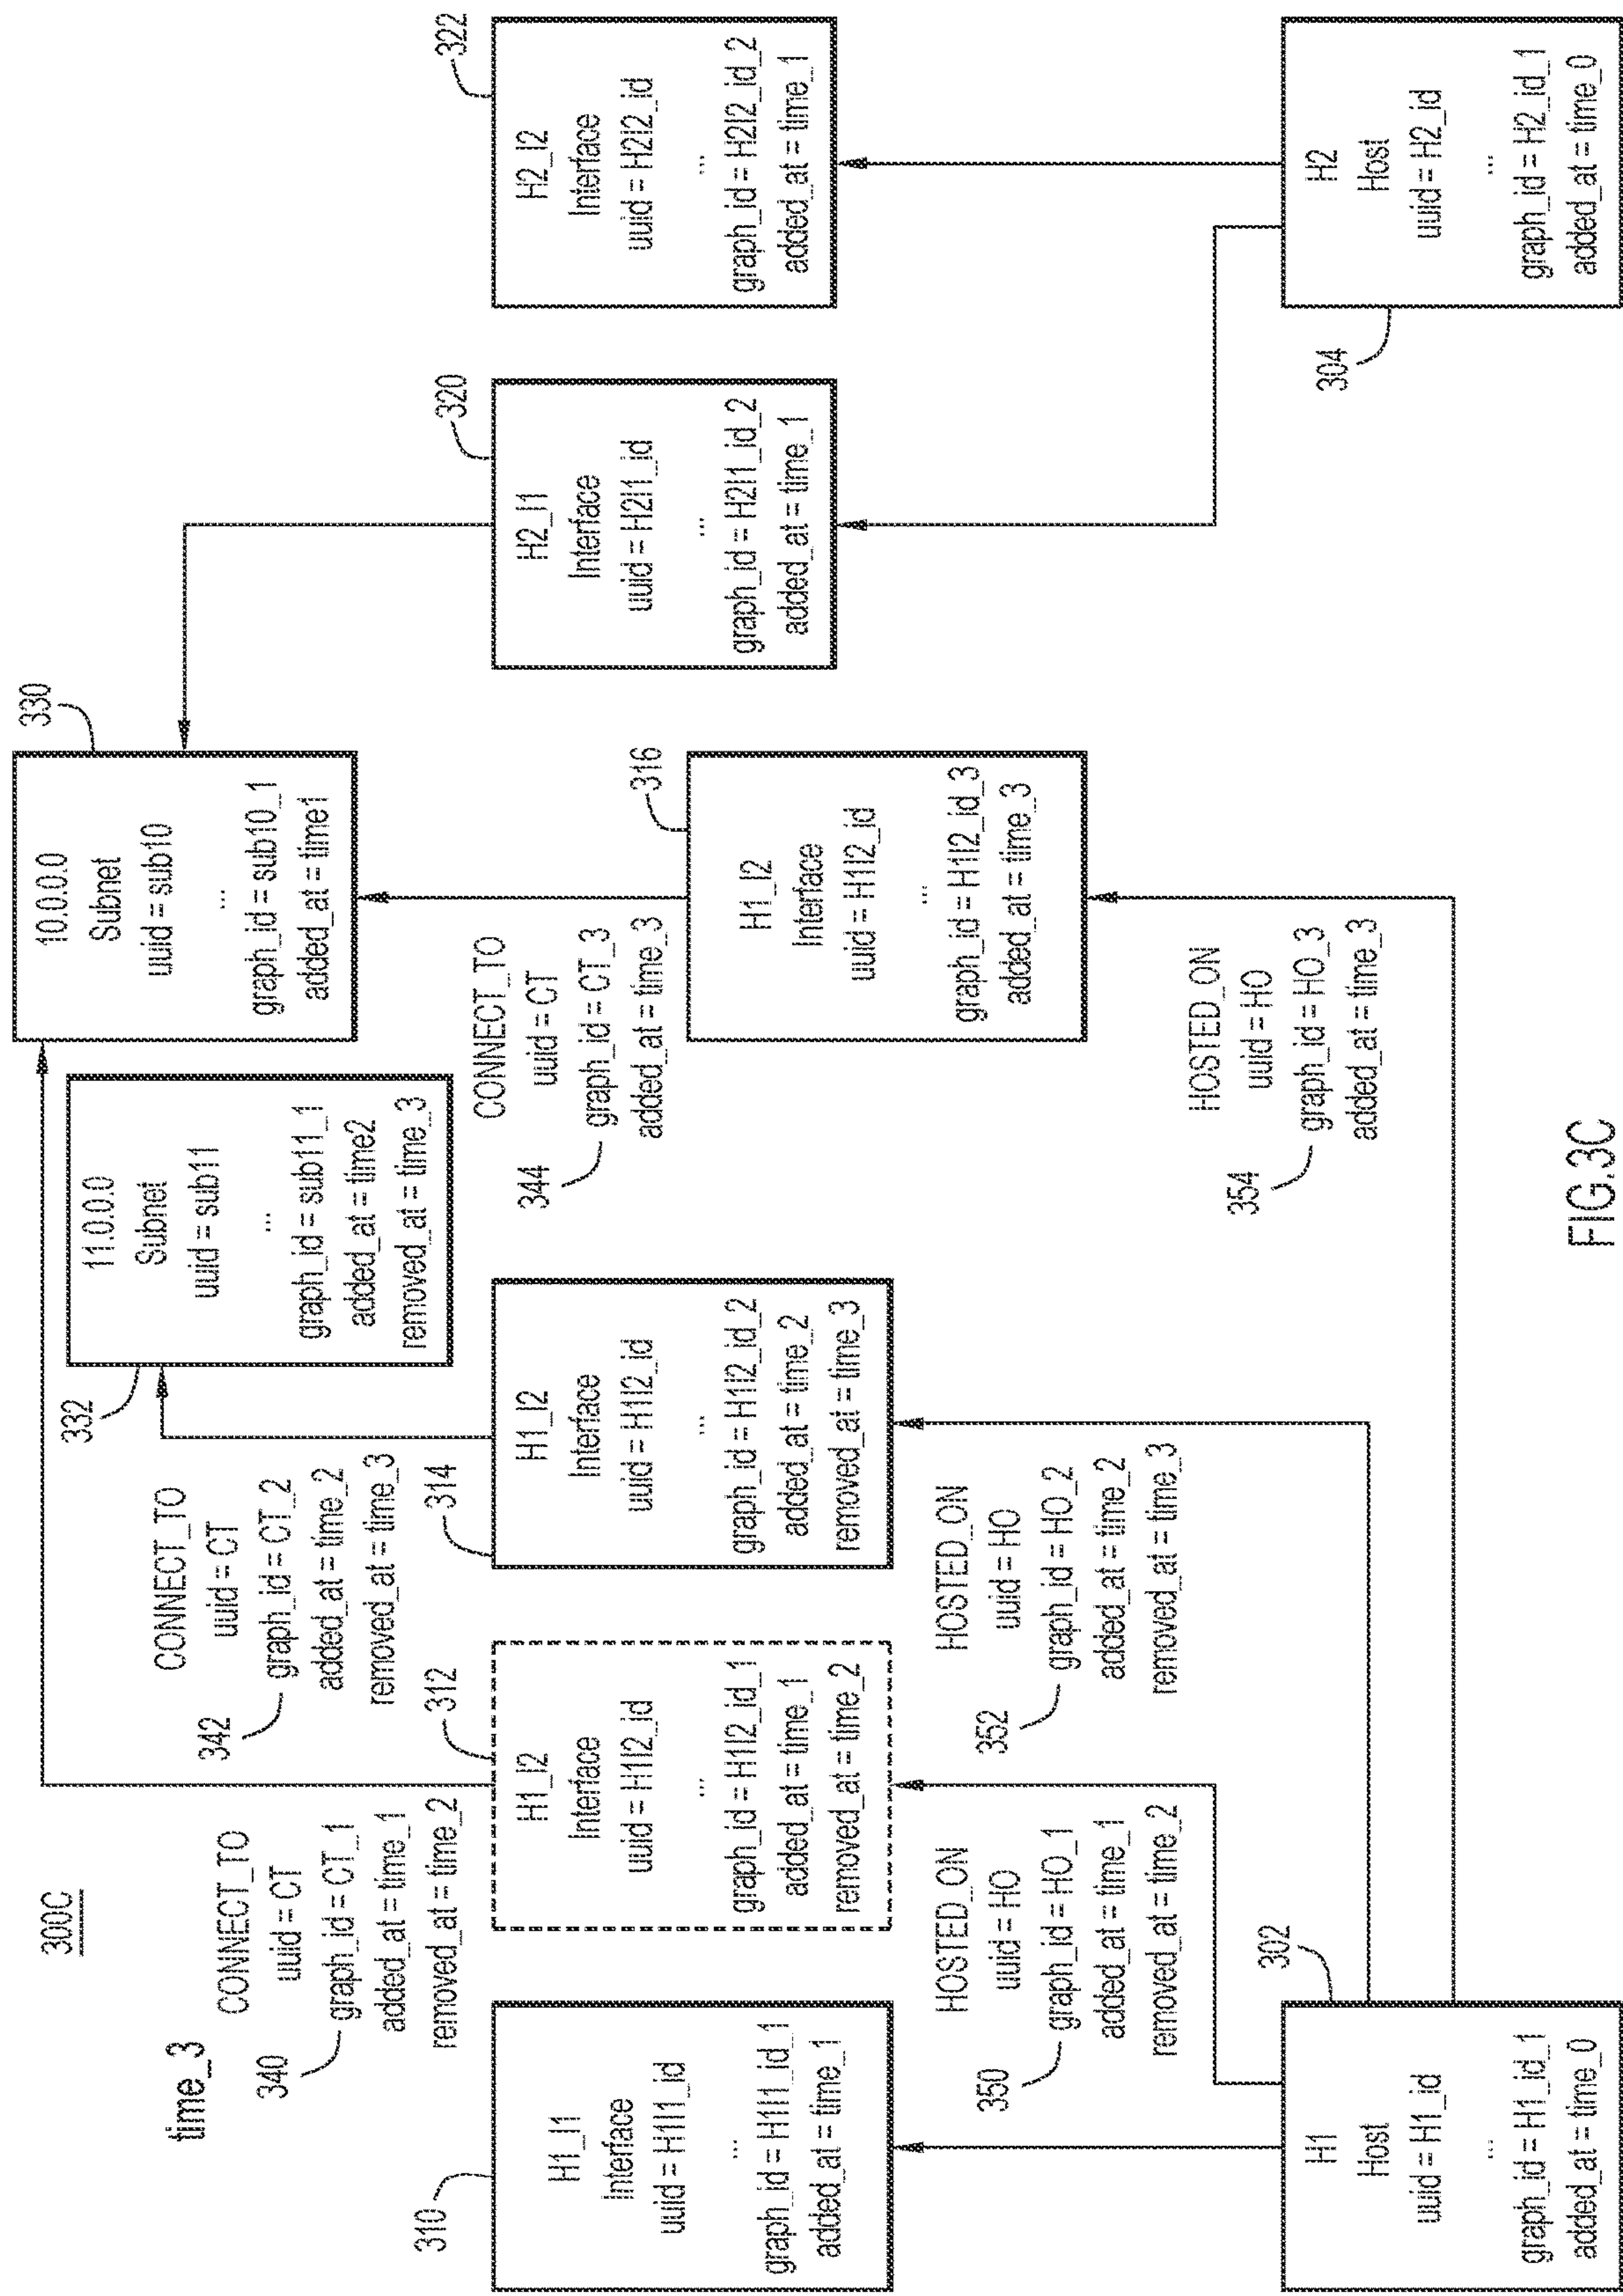 300C
time_3
CONNECT_TO
uuid = CT
340
graph_id = CT_1
added_at = time_1
removed_at = time_2
CONNECT_TO
uuid = CT
342
graph_id = CT_2
added_at = time_2
removed_at = time_3
332
11.0.0.0
Subnet
uuid = sub11
...
graph_id = sub11_1
added_at = time2
removed_at = time_3
330
10.0.0.0
Subnet
uuid = sub10
...
graph_id = sub10_1
added_at = time1
CONNECT_TO
uuid = CT
344
graph_id = CT_3
added_at = time_3
310
H1_I1
Interface
uuid = H1I1_id
...
graph_id = H1I1_id_1
added_at = time_1
312
H1_I2
Interface
uuid = H1I2_id
...
graph_id = H1I2_id_1
added_at = time_1
removed_at = time_2
314
H1_I2
Interface
uuid = H1I2_id
...
graph_id = H1I2_id_2
added_at = time_2
removed_at = time_3
316
H1_I2
Interface
uuid = H1I2_id
...
graph_id = H1I2_id_3
added_at = time_3
320
H2_I1
Interface
uuid = H2I1_id
...
graph_id = H2I1_id_2
added_at = time_1
322
H2_I2
Interface
uuid = H2I2_id
...
graph_id = H2I2_id_2
added_at = time_1
HOSTED_ON
uuid = HO
350
graph_id = HO_1
added_at = time_1
removed_at = time_2
HOSTED_ON
uuid = HO
352
graph_id = HO_2
added_at = time_2
removed_at = time_3
HOSTED_ON
uuid = HO
354
graph_id = HO_3
added_at = time_3
302
H1
Host
uuid = H1_id
...
graph_id = H1_id_1
added_at = time_0
304
H2
Host
uuid = H2_id
...
graph_id = H2_id_1
added_at = time_0
FIG.3C